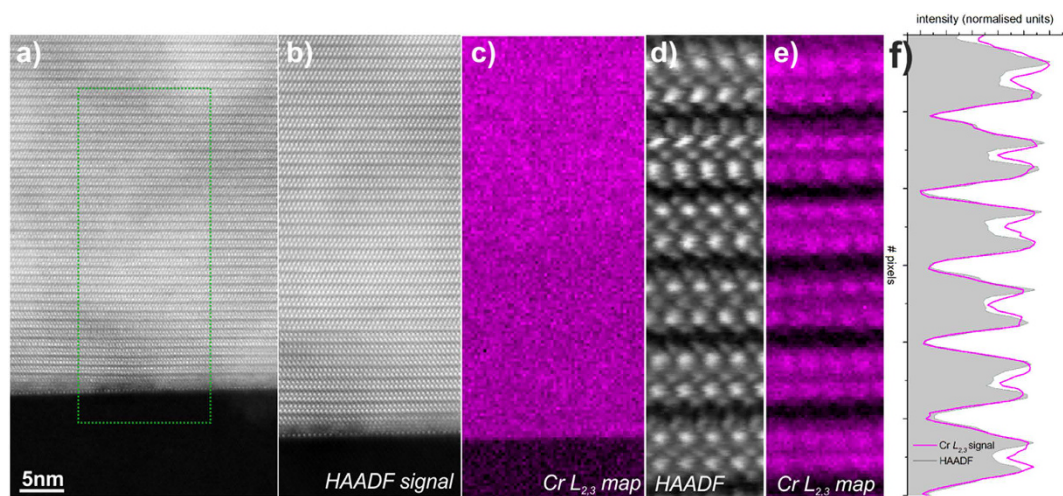 intensity (normalised units)
a)
b)
c)
d)
e)
f)
# pixels
Cr L2,3 signal
HAADF
5nm
HAADF signal
Cr L2,3 map
HAADF
Cr L2,3 map